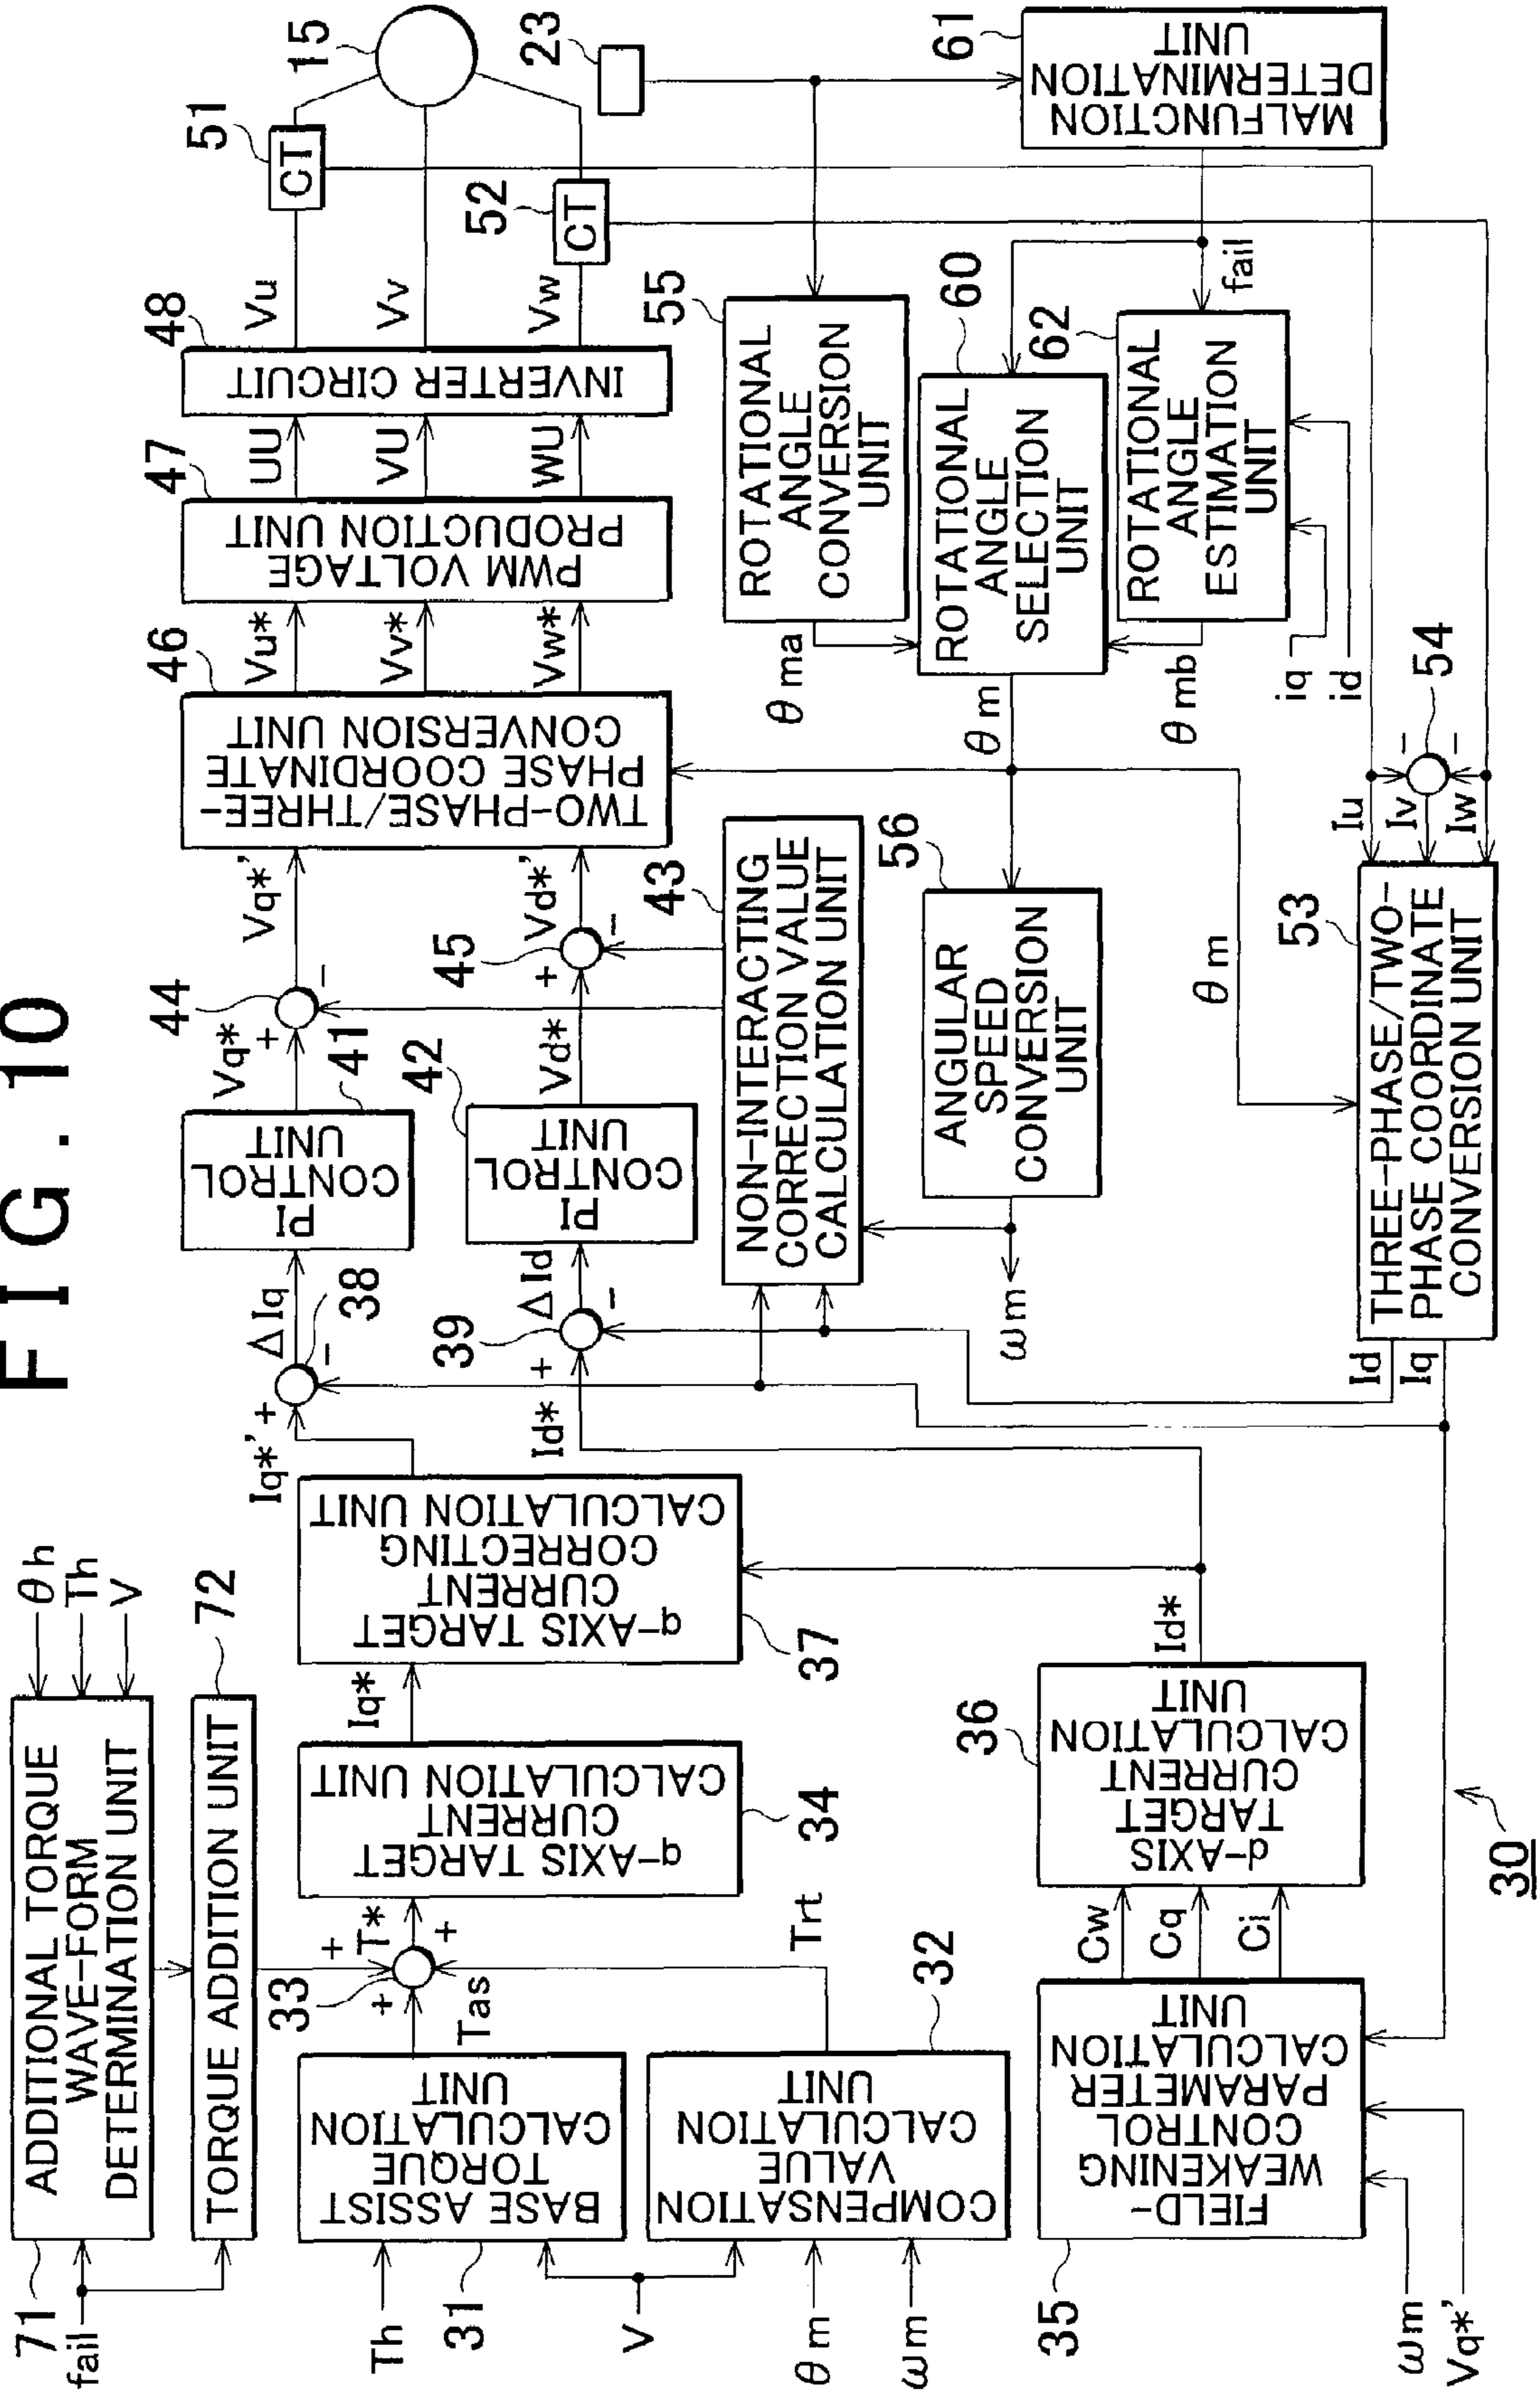 FIG. 10
71
ADDITIONAL TORQUE
WAVE-FORM
DETERMINATION UNIT
θh
Th
V
fail
TORQUE ADDITION UNIT
72
Th
31
BASE ASSIST
TORQUE
CALCULATION
UNIT
Tas
33
+
+
+
T*
V
θm
ωm
COMPENSATION
VALUE
CALCULATION
UNIT
32
Trt
q-AXIS TARGET
CURRENT
CALCULATION UNIT
34
Iq*
q-AXIS TARGET
CURRENT
CORRECTING
CALCULATION UNIT
37
Iq*'
+
-
38
ΔIq
PI
CONTROL
UNIT
41
Vq*
+
-
44
Vq*'
35
FIELD-
WEAKENING
CONTROL
PARAMETER
CALCULATION
UNIT
ωm
Vq*'
Cw
Cq
Ci
36
d-AXIS
TARGET
CURRENT
CALCULATION
UNIT
Id*
30
Id*
+
-
39
ΔId
PI
CONTROL
UNIT
42
Vd*
+
-
45
Vd*'
NON-INTERACTING
CORRECTION VALUE
CALCULATION UNIT
43
TWO-PHASE/THREE-
PHASE COORDINATE
CONVERSION UNIT
46
Vu*
Vv*
Vw*
PWM VOLTAGE
PRODUCTION UNIT
47
UU
VU
WU
INVERTER CIRCUIT
48
Vu
Vv
Vw
CT
51
CT
52
15
23
ANGULAR
SPEED
CONVERSION
UNIT
56
ωm
θm
θm
ROTATIONAL
ANGLE
CONVERSION
UNIT
55
θma
ROTATIONAL
ANGLE
SELECTION
UNIT
60
ROTATIONAL
ANGLE
ESTIMATION
UNIT
62
θmb
iq
id
fail
MALFUNCTION
DETERMINATION
UNIT
61
THREE-PHASE/TWO-
PHASE COORDINATE
CONVERSION UNIT
53
Id
Iq
Iu
Iv
Iw
-
-
54